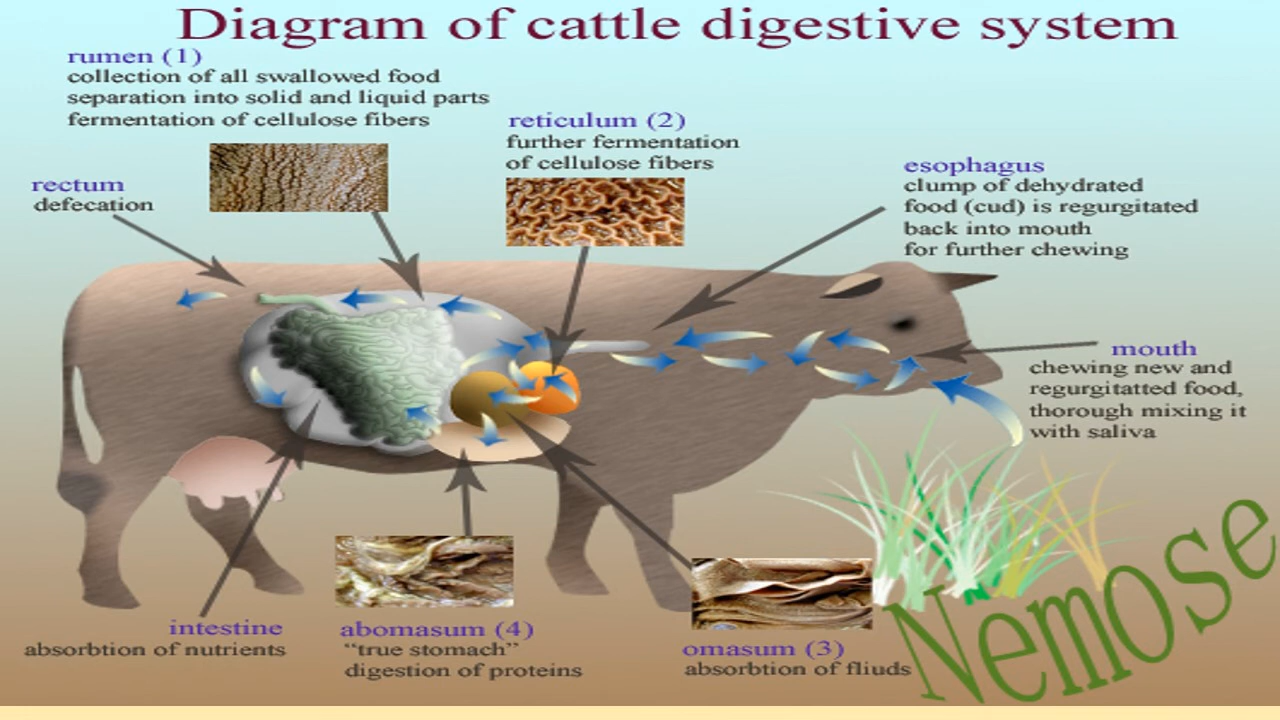 Diagram of cattle digestive system
rumen (1)
collection of all swallowed food
separation into solid and liquid parts
fermentation of cellulose fibers
reticulum (2)
further fermentation
of cellulose fibers
esophagus
clump of dehydrated
food (cud) is regurgitated
back into mouth
for further chewing
rectum
defecation
mouth
chewing new and
regurgitatted food,
thorough mixing it
with saliva
intestine
absorbtion of nutrients
abomasum (4)
“true stomach”
digestion of proteins
omasum (3)
absorbtion of fliuds
Nemose